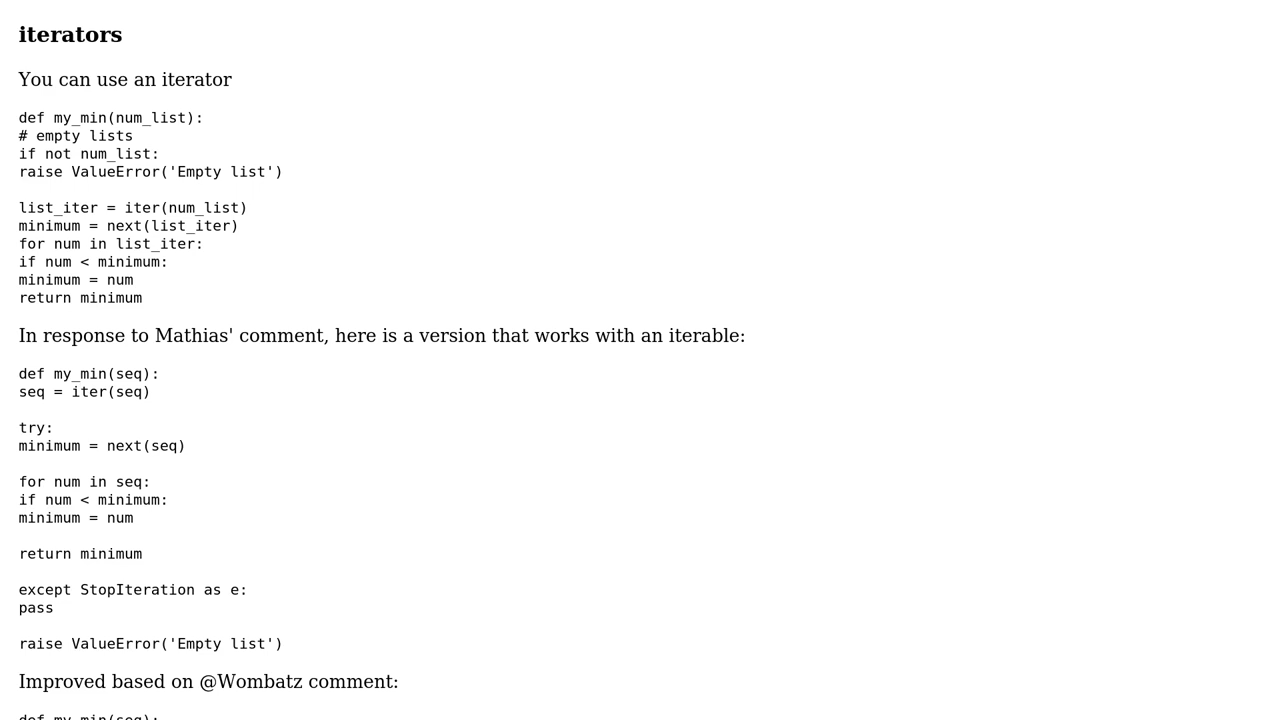 iterators
You can use an iterator
def my_min(num_list):
# empty lists
if not num_list:
raise ValueError('Empty list')
list_iter = iter(num_list)
minimum = next(list_iter)
for num in list_iter:
if num < minimum:
minimum = num
return minimum
In response to Mathias' comment, here is a version that works with an iterable:
def my_min(seq):
seq = iter(seq)
try:
minimum = next(seq)
for num in seq:
if num < minimum:
minimum = num
return minimum
except StopIteration as e:
pass
raise ValueError('Empty list')
Improved based on @Wombatz comment:
def my_min(seq):